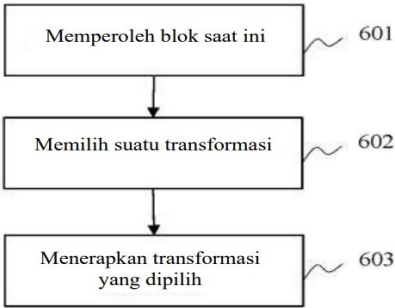 Memperoleh blok saat ini
601
Memilih suatu transformasi
602
Menerapkan transformasi
yang dipilih
603